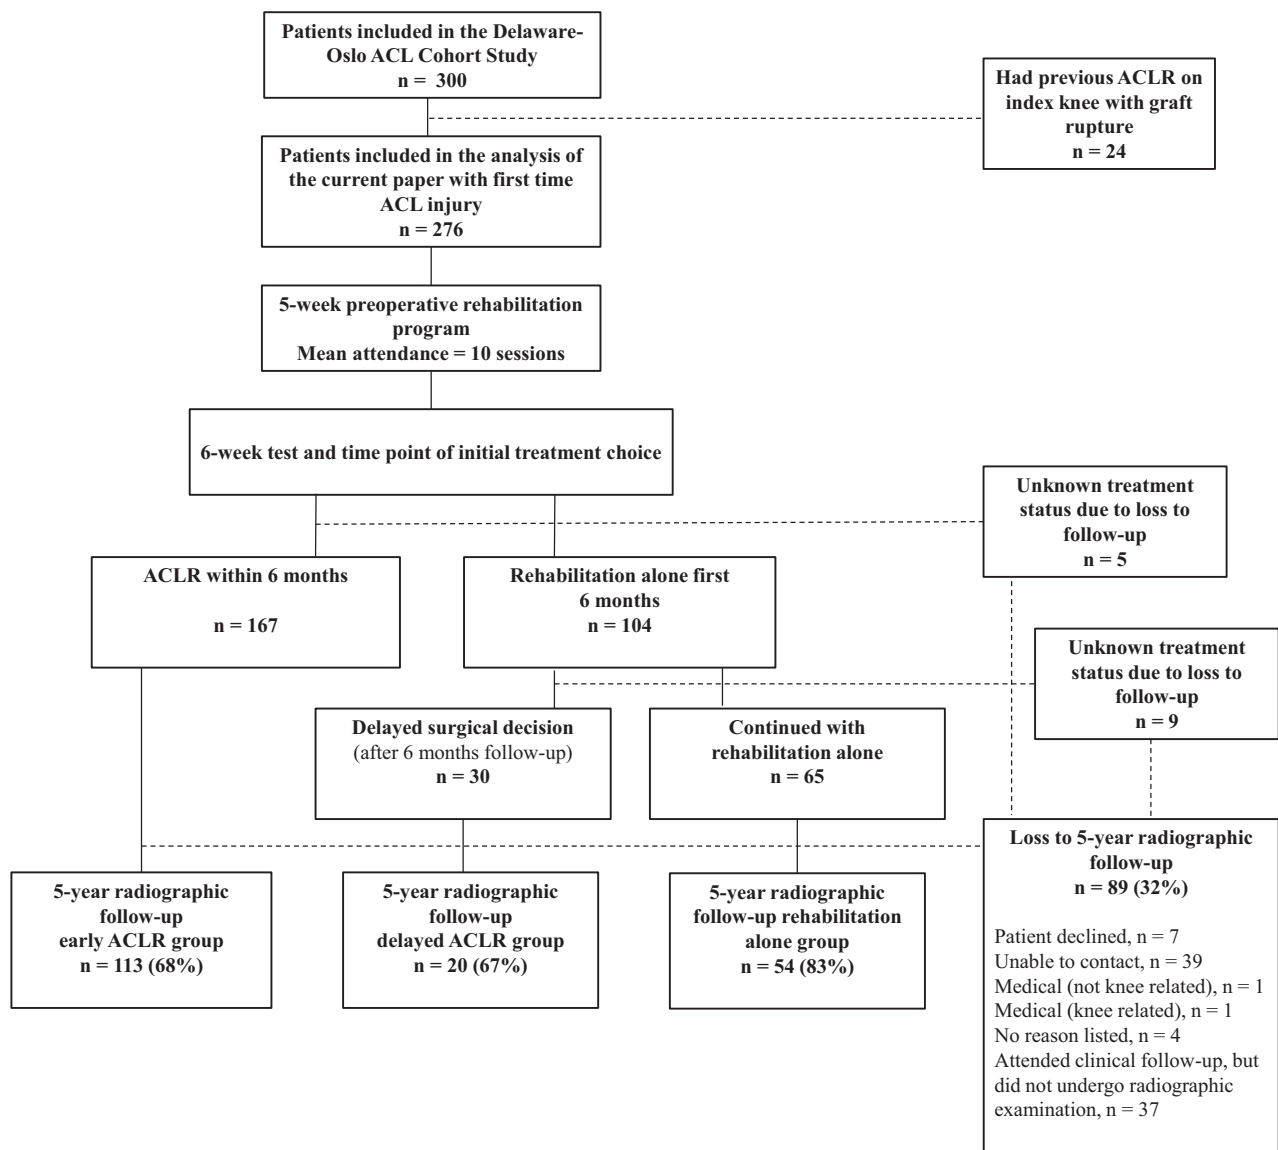 Patients included in the Delaware-
Oslo ACL Cohort Study
n =  300
Had previous ACLR on
index knee with graft
rupture
n = 24
Patients included in the analysis of
the current paper with first time
ACL injury
n = 276
5-week preoperative rehabilitation
program
Mean attendance = 10 sessions
6-week test and time point of initial treatment choice
Unknown treatment
status due to loss to
follow-up
n = 5
ACLR within 6 months
n = 167
Rehabilitation alone first
6 months
n = 104
Unknown treatment
status due to loss to
follow-up
n = 9
Delayed surgical decision
(after 6 months follow-up)
n = 30
Continued with
rehabilitation alone
n = 65
5-year radiographic
follow-up
early ACLR group
n = 113 (68%)
5-year radiographic
follow-up
delayed ACLR group
n = 20 (67%)
5-year radiographic
follow-up rehabilitation
alone group
n = 54 (83%)
Loss to 5-year radiographic
follow-up
n = 89 (32%)
Patient declined, n = 7
Unable to contact, n = 39
Medical (not knee related), n = 1
Medical (knee related), n = 1
No reason listed, n = 4
Attended clinical follow-up, but
did not undergo radiographic
examination, n = 37